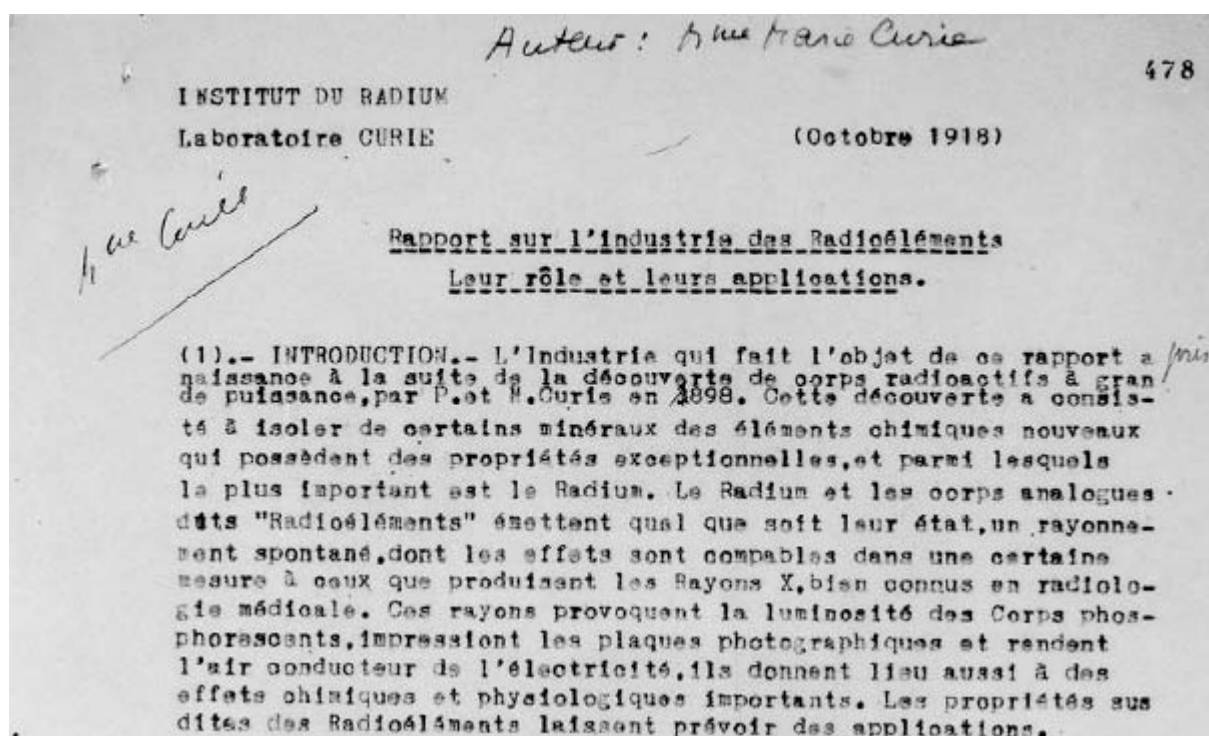 Auteur : Mme Marie Curie
478
INSTITUT DU RADIUM
Laboratoire CURIE
(Octobre 1918)
Mme Curie
Rapport sur l'industrie des Radioéléments
Leur rôle et leurs applications.
(1).- INTRODUCTION.- L'Industrie qui fait l'objet de ce rapport a pris
naissance à la suite de la découverte de corps radioactifs à gran
de puissance,par P.et M.Curie en 1898. Cette découverte a consis-
té à isoler de certains minéraux des éléments chimiques nouveaux
qui possèdent des propriétés exceptionnelles,et parmi lesquels
le plus important est le Radium. Le Radium et les corps analogues
dits "Radioéléments" émettent quel que soit leur état,un rayonne-
ment spontané,dont les effets sont compables dans une certaine
mesure à ceux que produisent les Rayons X,bien connus en radiolo-
gie médicale. Ces rayons provoquent la luminosité des Corps phos-
phorescents,impressiont les plaques photographiques et rendent
l'air conducteur de l'électricité,ils donnent lieu aussi à des
effets chimiques et physiologiques importants. Les propriétés sus
dites des Radioéléments laissent prévoir des applications.